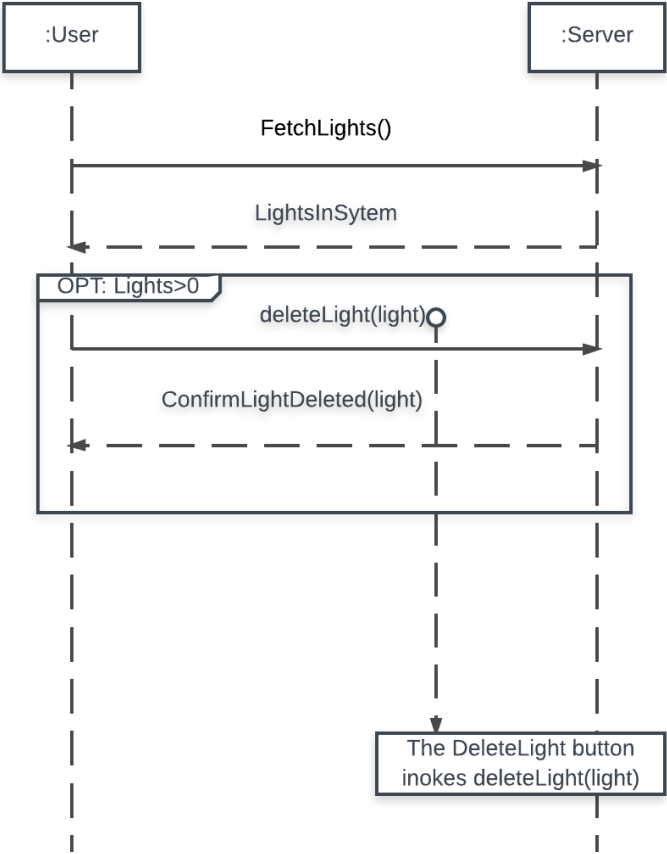 :User
:Server
FetchLights()
LightsInSytem
OPT: Lights>0
deleteLight(light)
ConfirmLightDeleted(light)
The DeleteLight button
inokes deleteLight(light)